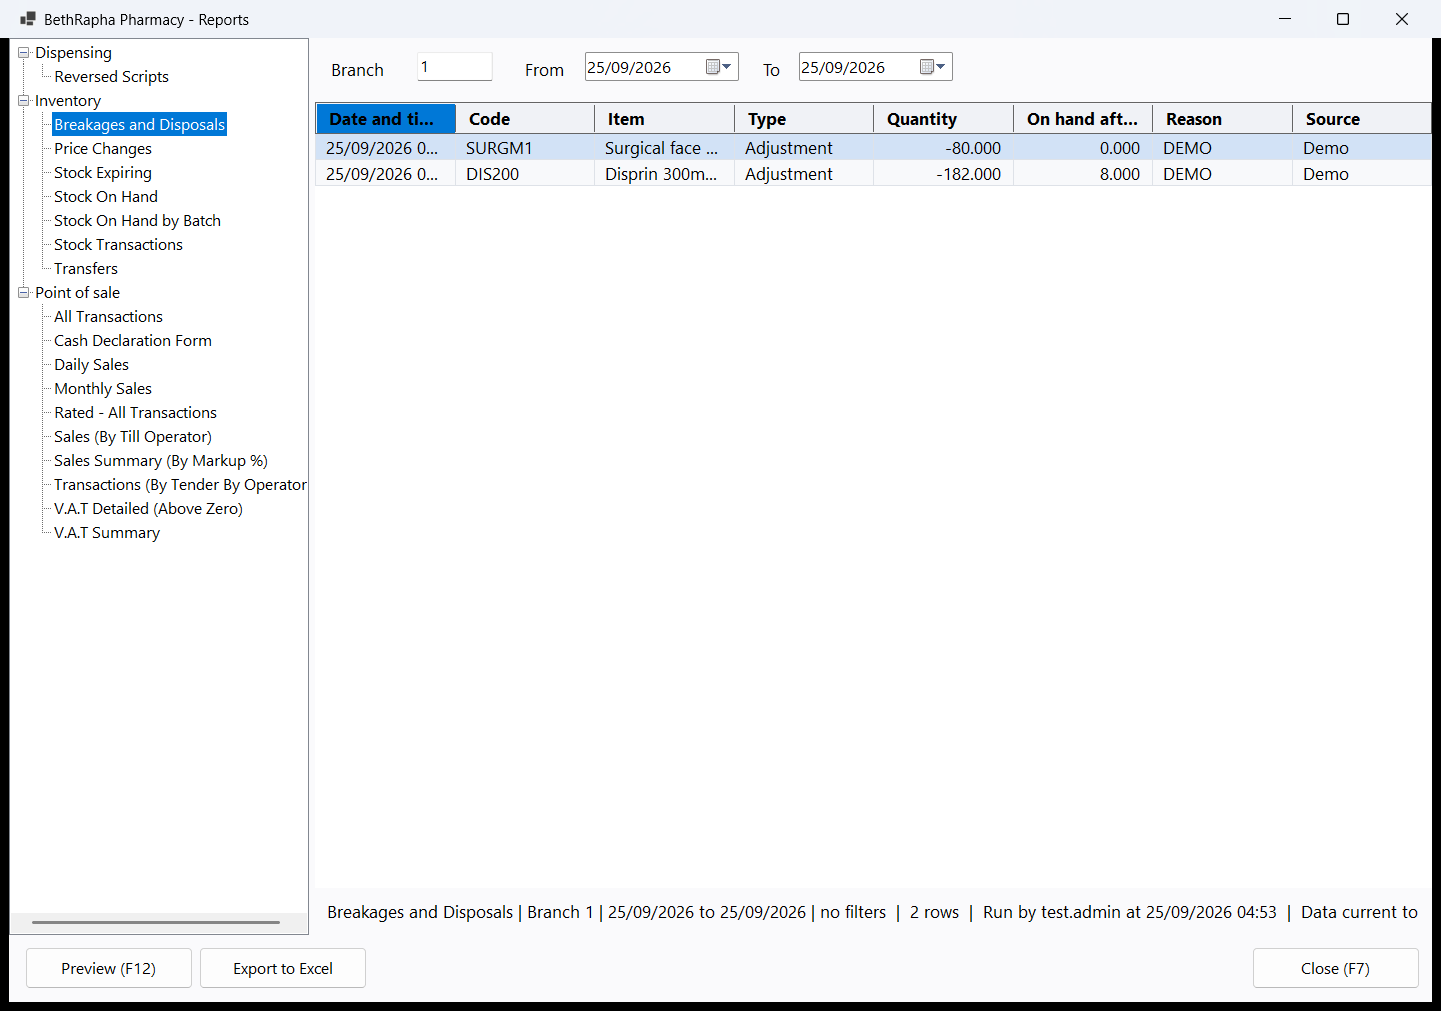 BethRapha Pharmacy - Reports
Dispensing
Reversed Scripts
Inventory
Breakages and Disposals
Price Changes
Stock Expiring
Stock On Hand
Stock On Hand by Batch
Stock Transactions
Transfers
Point of sale
All Transactions
Cash Declaration Form
Daily Sales
Monthly Sales
Rated - All Transactions
Sales (By Till Operator)
Sales Summary (By Markup %)
Transactions (By Tender By Operator
V.A.T Detailed (Above Zero)
V.A.T Summary
Branch 1 From 25/09/2026 To 25/09/2026
Date and ti... Code Item Type Quantity On hand aft... Reason Source
25/09/2026 0... SURGM1 Surgical face ... Adjustment -80.000 0.000 DEMO Demo
25/09/2026 0... DIS200 Disprin 300m... Adjustment -182.000 8.000 DEMO Demo
Breakages and Disposals | Branch 1 | 25/09/2026 to 25/09/2026 | no filters | 2 rows | Run by test.admin at 25/09/2026 04:53 | Data current to
Preview (F12) Export to Excel Close (F7)